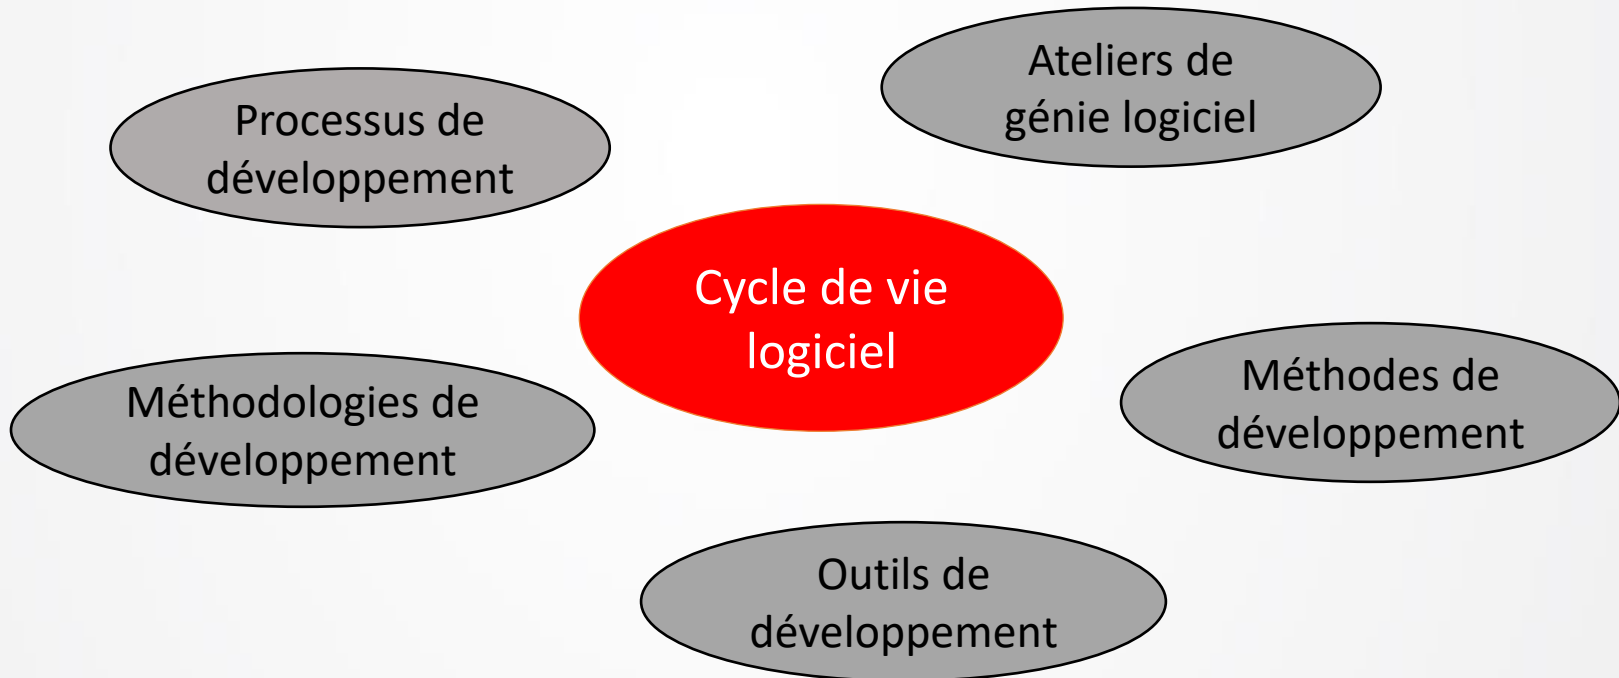 Ateliers de
génie logiciel
Processus de
développement
Cycle de vie
logiciel
Méthodes de
développement
Méthodologies de
développement
Outils de
développement